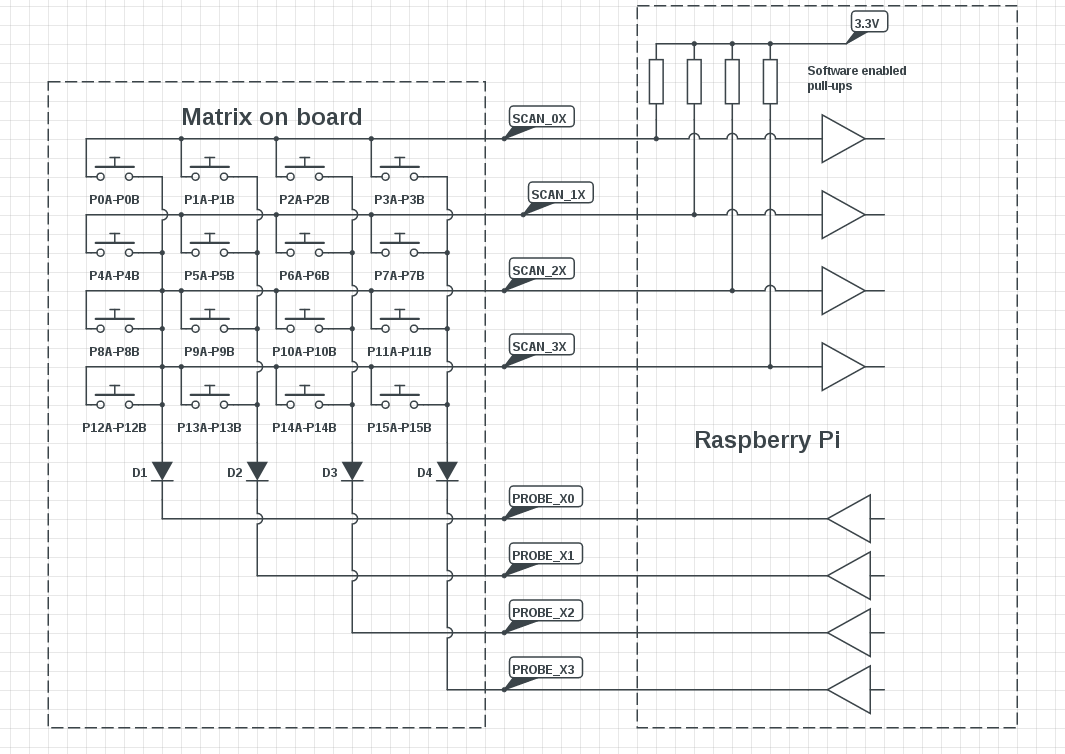 3.3V
Software enabled
pull-ups
Matrix on board
SCAN_0X
P0A-P0B P1A-P1B P2A-P2B P3A-P3B
SCAN_1X
P4A-P4B P5A-P5B P6A-P6B P7A-P7B
SCAN_2X
P8A-P8B P9A-P9B P10A-P10B P11A-P11B
SCAN_3X
P12A-P12B P13A-P13B P14A-P14B P15A-P15B
Raspberry Pi
D1 D2 D3 D4
PROBE_X0
PROBE_X1
PROBE_X2
PROBE_X3